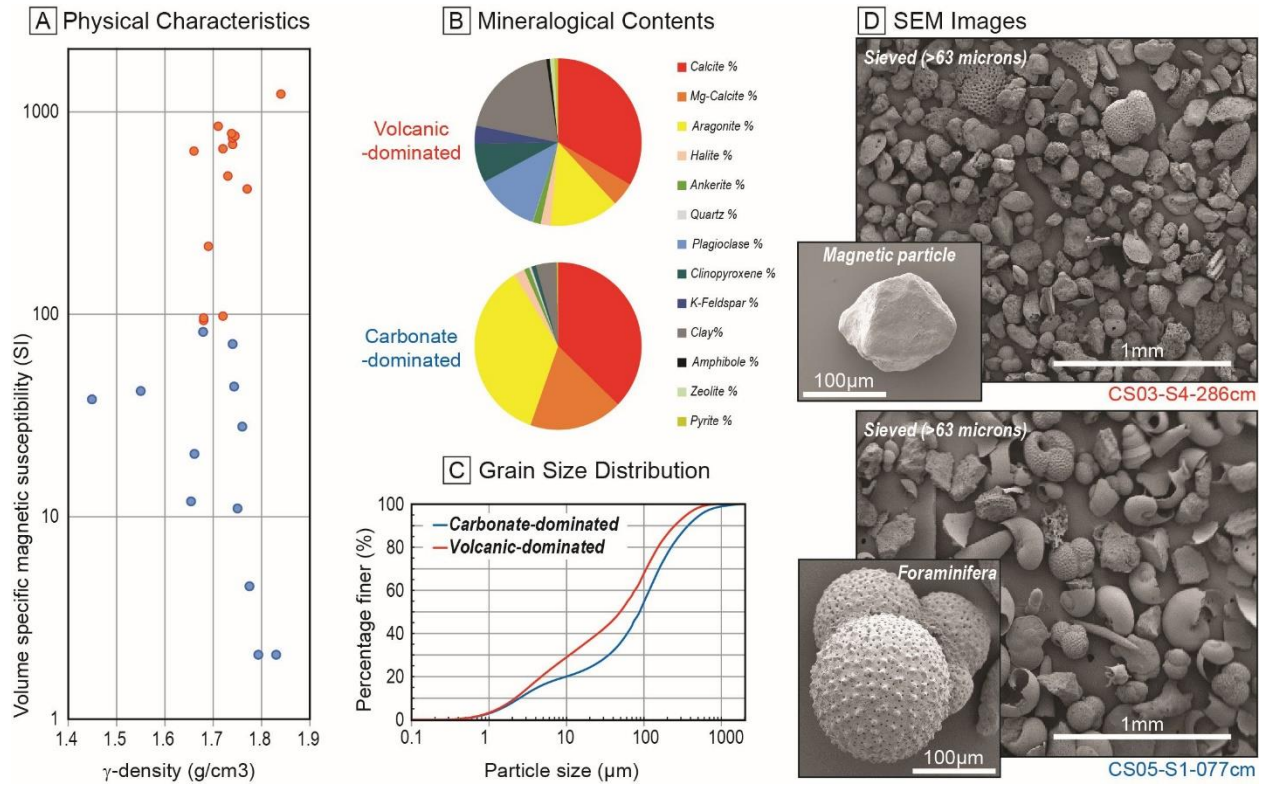 A Physical Characteristics
Volume specific magnetic susceptibility (SI)
1000
100
10
1
1.4 1.5 1.6 1.7 1.8 1.9
γ-density (g/cm3)
B Mineralogical Contents
Volcanic
-dominated
Carbonate
-dominated
Calcite %
Mg-Calcite %
Aragonite %
Halite %
Ankerite %
Quartz %
Plagioclase %
Clinopyroxene %
K-Feldspar %
Clay%
Amphibole %
Zeolite %
Pyrite %
C Grain Size Distribution
Percentage finer (%)
100
80
60
40
20
0
Carbonate-dominated
Volcanic-dominated
0.1 1 10 100 1000
Particle size (µm)
D SEM Images
Sieved (>63 microns)
Magnetic particle
100µm
1mm
CS03-S4-286cm
Sieved (>63 microns)
Foraminifera
100µm
1mm
CS05-S1-077cm